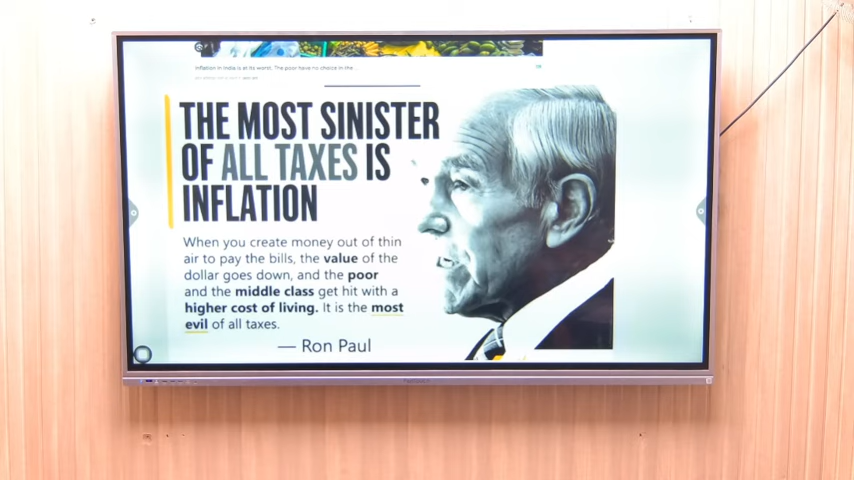 Inflation in India is at its worst. The poor have no choice in the ...
THE MOST SINISTER
OF ALL TAXES IS
INFLATION
When you create money out of thin
air to pay the bills, the value of the
dollar goes down, and the poor
and the middle class get hit with a
higher cost of living. It is the most
evil of all taxes.
— Ron Paul